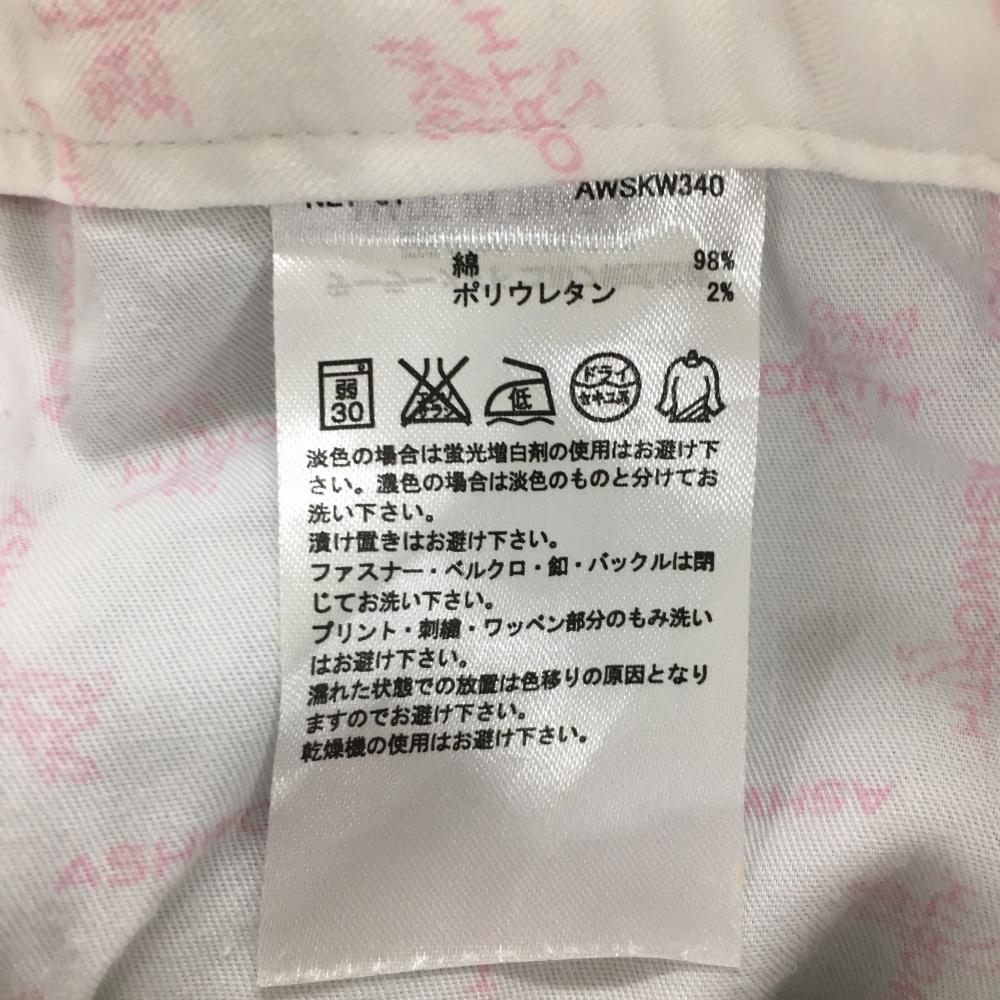 AWSKW340
綿 98%
ポリウレタン 2%
弱
30
低
ドライ
セキユ系
淡色の場合は蛍光増白剤の使用はお避け下
さい。濃色の場合は淡色のものと分けてお
洗い下さい。
漬け置きはお避け下さい。
ファスナー・ベルクロ・釦・バックルは閉
じてお洗い下さい。
プリント・刺繍・ワッペン部分のもみ洗い
はお避け下さい。
濡れた状態での放置は色移りの原因となり
ますのでお避け下さい。
乾燥機の使用はお避け下さい。
ASHWORTH